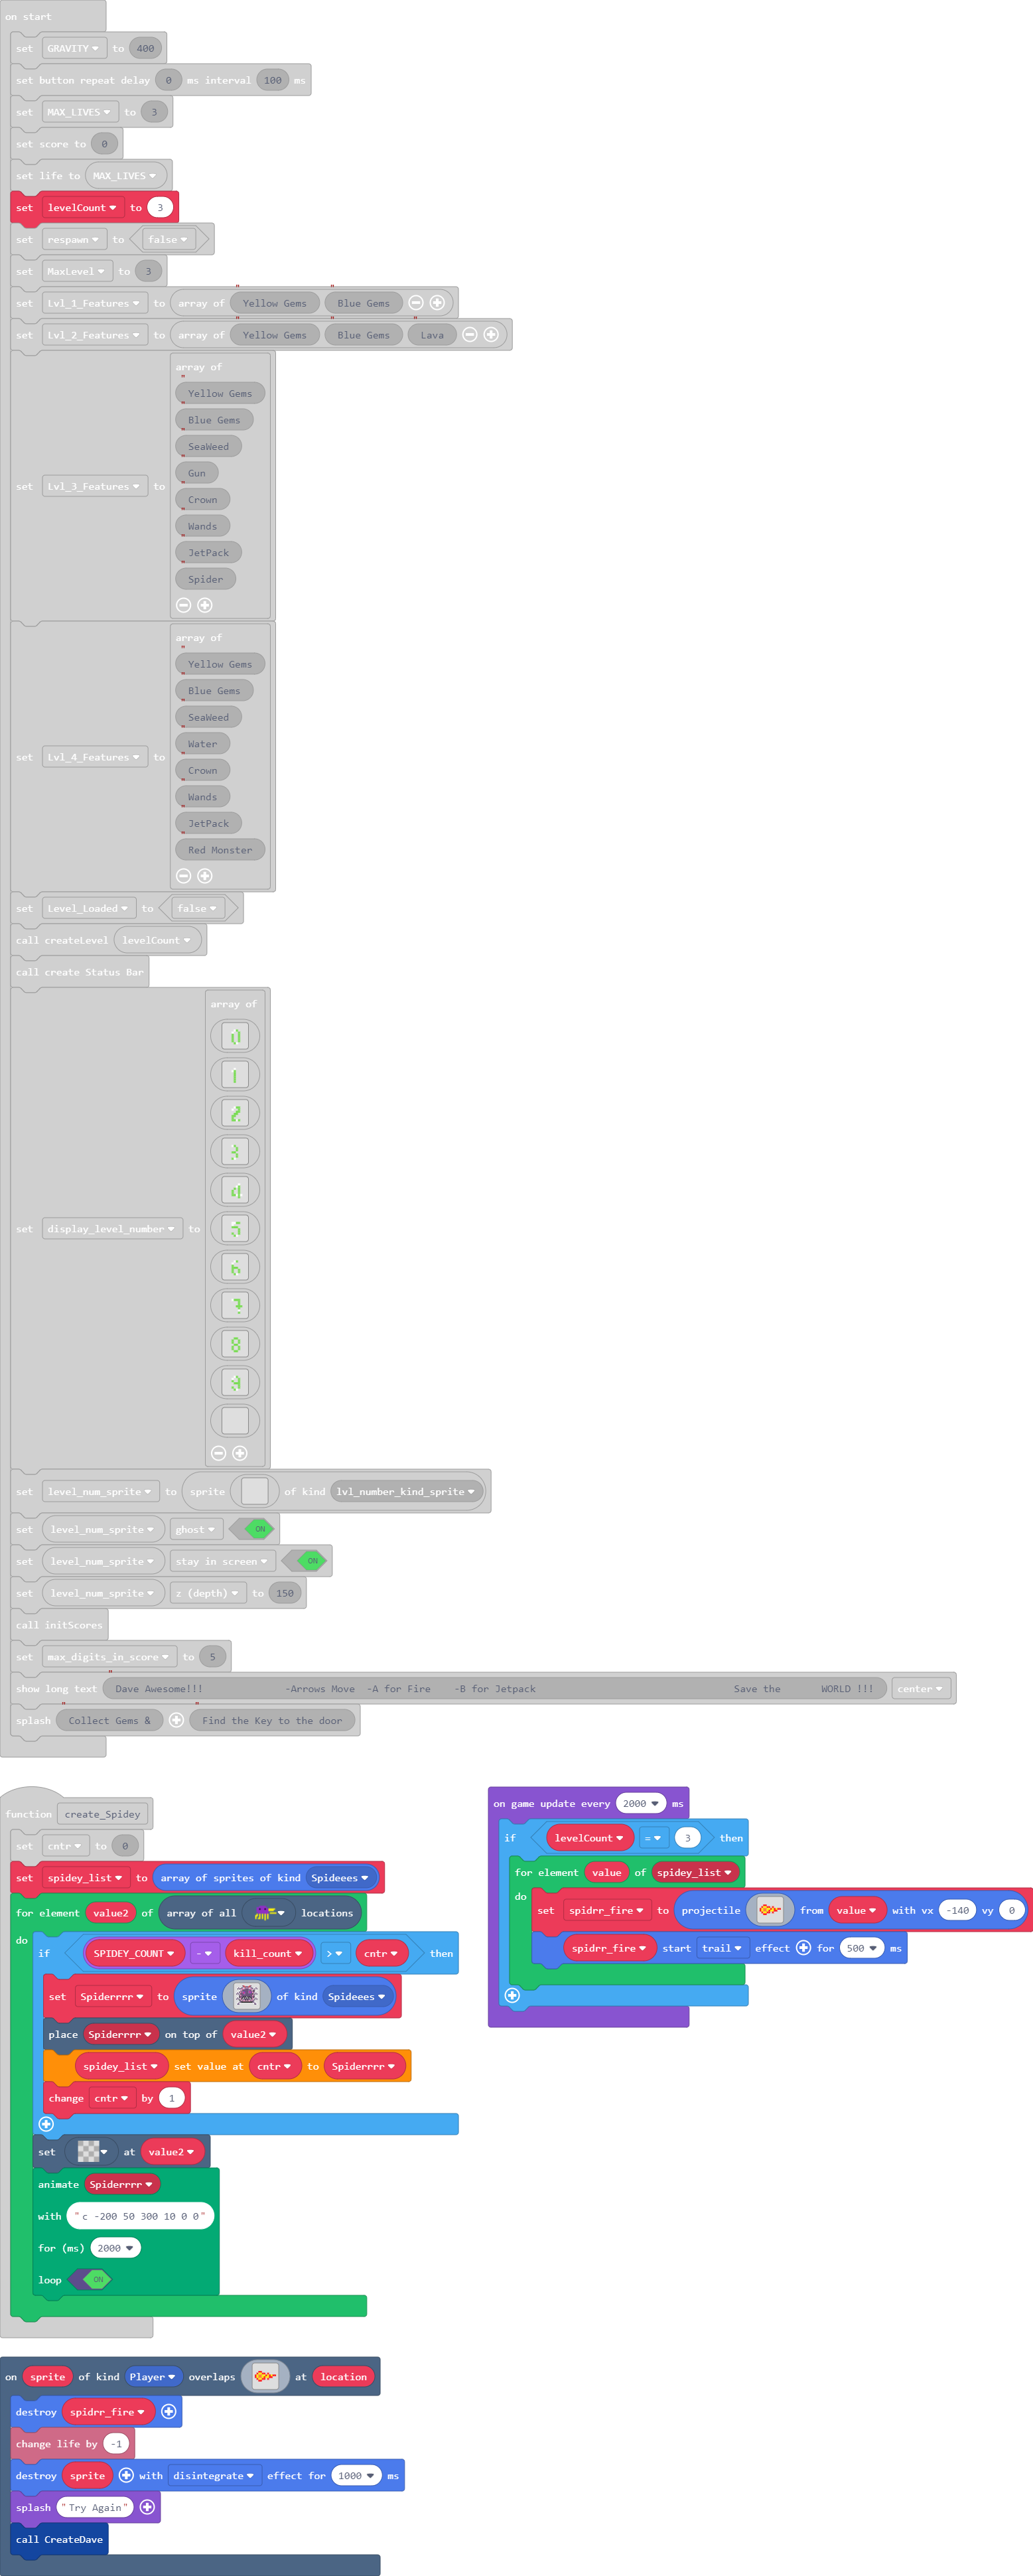 on start
set GRAVITY to 400
set button repeat delay 0 ms interval 100 ms
set MAX_LIVES to 3
set score to 0
set life to MAX_LIVES
set levelCount to 3
set respawn to false
set MaxLevel to 3
set Lvl_1_Features to array of "Yellow Gems "Blue Gems
set Lvl_2_Features to array of "Yellow Gems "Blue Gems "Lava
set Lvl_3_Features to array of
"Yellow Gems
"Blue Gems
"SeaWeed
"Gun
"Crown
"Wands
"JetPack
"Spider
set Lvl_4_Features to array of
"Yellow Gems
"Blue Gems
"SeaWeed
"Water
"Crown
"Wands
"JetPack
"Red Monster
set Level_Loaded to false
call createLevel levelCount
call create Status Bar
set display_level_number to array of
0
1
2
3
4
5
6
7
8
9
set level_num_sprite to sprite of kind lvl_number_kind_sprite
set level_num_sprite ghost ON
set level_num_sprite stay in screen ON
set level_num_sprite z (depth) to 150
call initScores
set max_digits_in_score to 5
show long text "Dave Awesome!!! -Arrows Move -A for Fire -B for Jetpack Save the WORLD !!! center
splash "Collect Gems & "Find the Key to the door
function create_Spidey
set cntr to 0
set spidey_list to array of sprites of kind Spideees
for element value2 of array of all locations
do
if SPIDEY_COUNT - kill_count > cntr then
set Spiderrrr to sprite of kind Spideees
place Spiderrrr on top of value2
spidey_list set value at cntr to Spiderrrr
change cntr by 1
set at value2
animate Spiderrrr
with "c -200 50 300 10 0 0"
for (ms) 2000
loop ON
on game update every 2000 ms
if levelCount = 3 then
for element value of spidey_list
do
set spidrr_fire to projectile from value with vx -140 vy 0
spidrr_fire start trail effect for 500 ms
on sprite of kind Player overlaps at location
destroy spidrr_fire
change life by -1
destroy sprite with disintegrate effect for 1000 ms
splash "Try Again"
call CreateDave